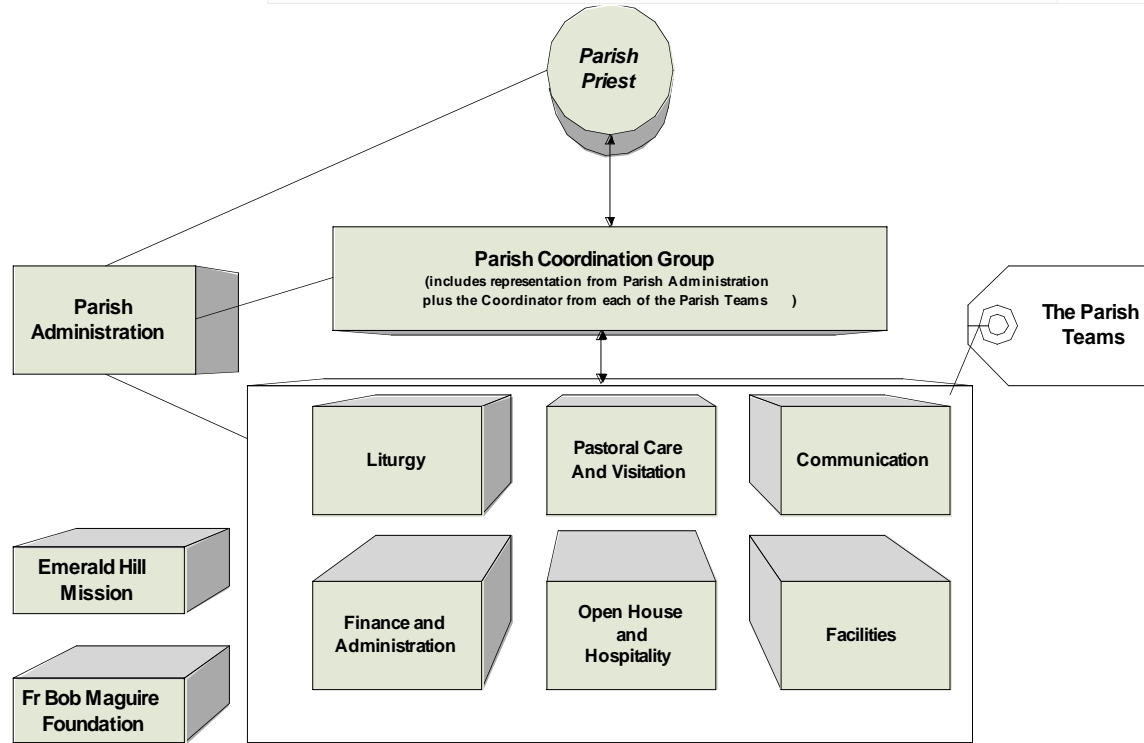 Parish
Priest
Parish Coordination Group
(includes representation from Parish Administration
plus the Coordinator from each of the Parish Teams )
Parish
Administration
The Parish
Teams
Liturgy
Pastoral Care
And Visitation
Communication
Emerald Hill
Mission
Finance and
Administration
Open House
and
Hospitality
Facilities
Fr Bob Maguire
Foundation